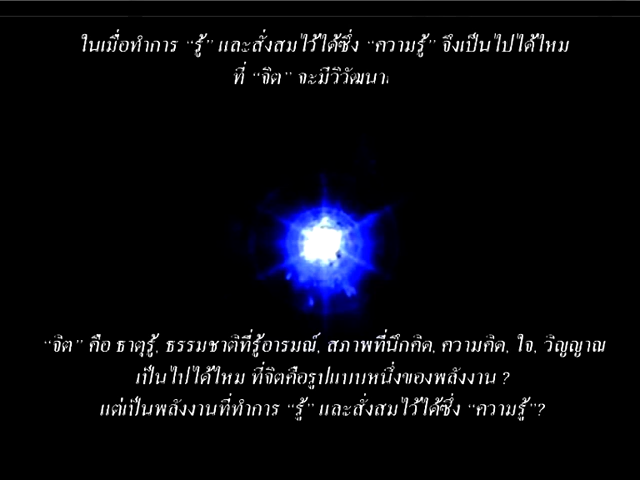 ในเมื่อทำการ “รู้” และสั่งสมไว้ได้ซึ่ง “ความรู้” จึงเป็นไปได้ไหม
ที่ “จิต” จะมีวิวัฒนา
“จิต” คือ ธาตุรู้, ธรรมชาติที่รู้อารมณ์, สภาพที่นึกคิด, ความคิด, ใจ, วิญญาณ
เป็นไปได้ไหม ที่จิตคือรูปแบบหนึ่งของพลังงาน ?
แต่เป็นพลังงานที่ทำการ “รู้” และสั่งสมไว้ได้ซึ่ง “ความรู้”?